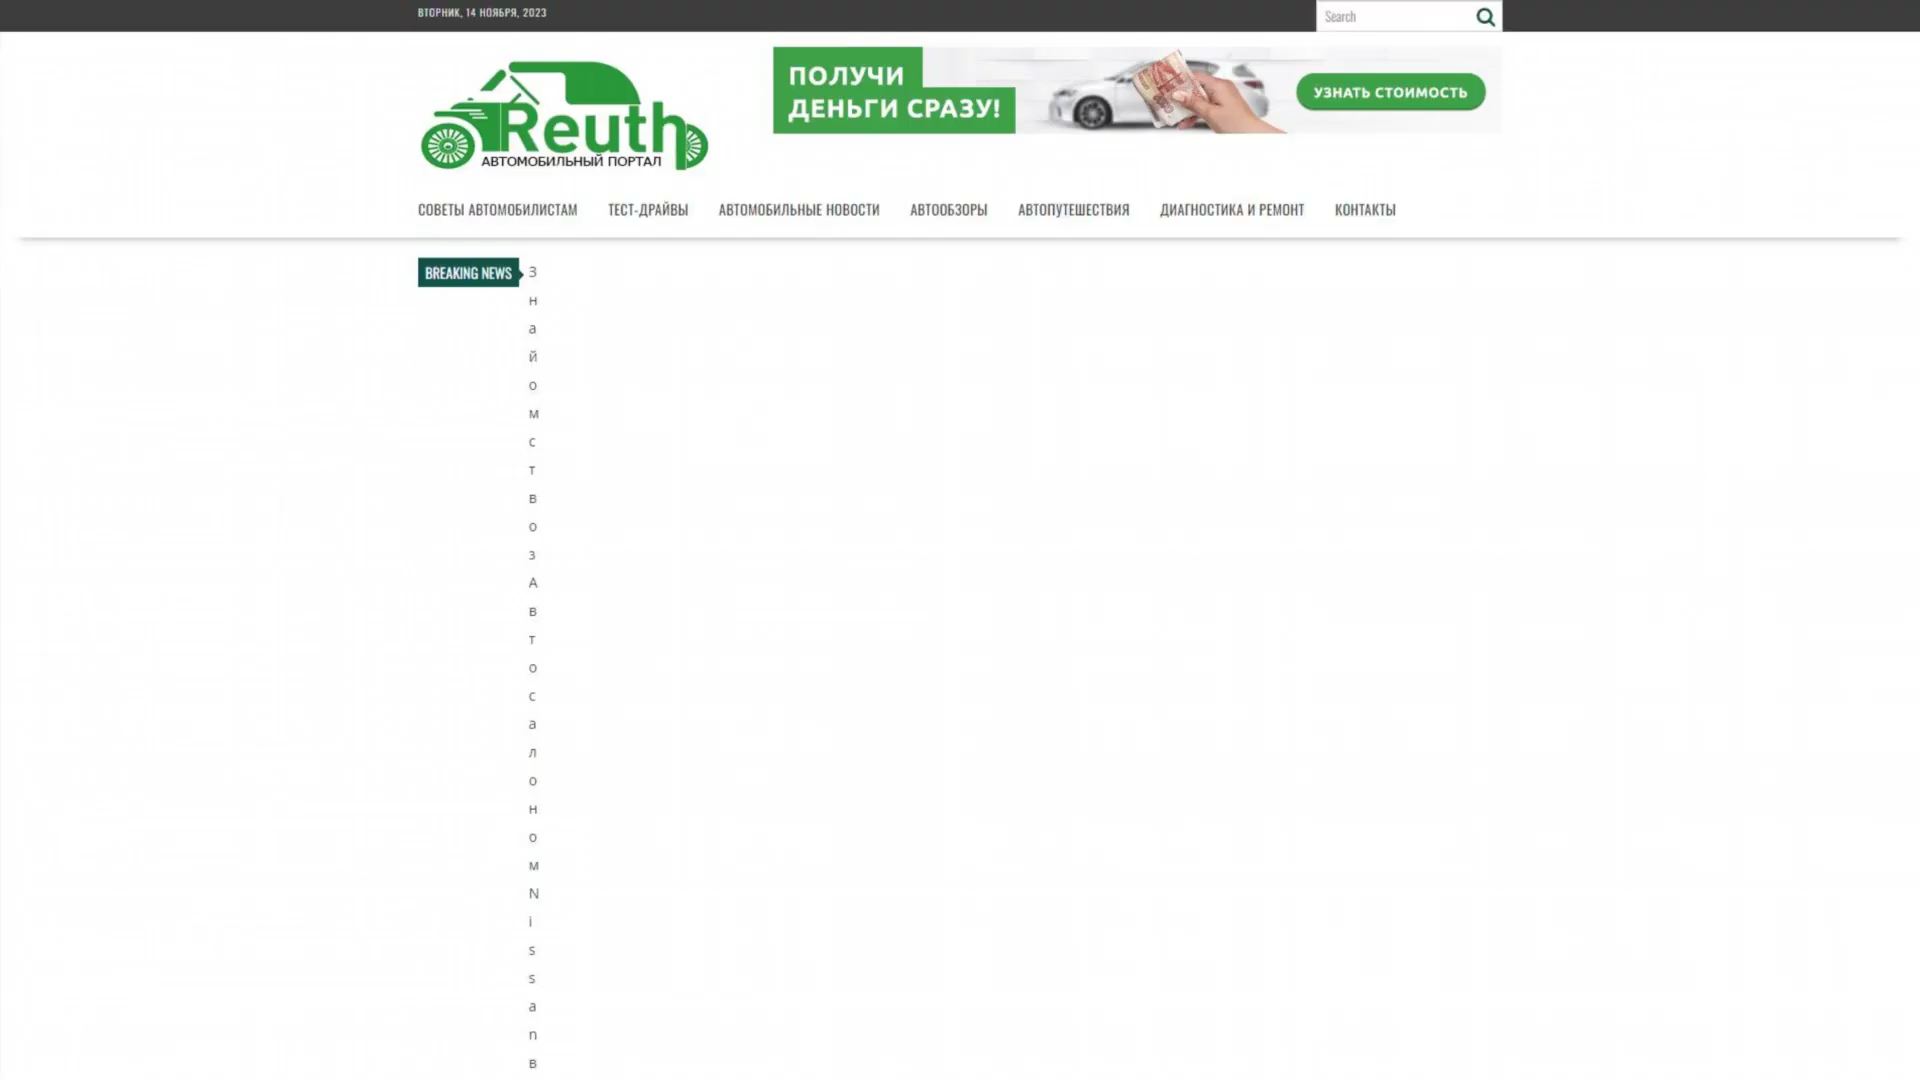 ВТОРНИК, 14 НОЯБРЯ, 2023
Search
Reuth
АВТОМОБИЛЬНЫЙ ПОРТАЛ
ПОЛУЧИ
ДЕНЬГИ СРАЗУ!
УЗНАТЬ СТОИМОСТЬ
СОВЕТЫ АВТОМОБИЛИСТАМ ТЕСТ-ДРАЙВЫ АВТОМОБИЛЬНЫЕ НОВОСТИ АВТООБЗОРЫ АВТОПУТЕШЕСТВИЯ ДИАГНОСТИКА И РЕМОНТ КОНТАКТЫ
BREAKING NEWS
З
н
а
й
о
м
с
т
в
о
з
А
в
т
о
с
а
л
о
н
о
м
N
i
s
s
a
n
в